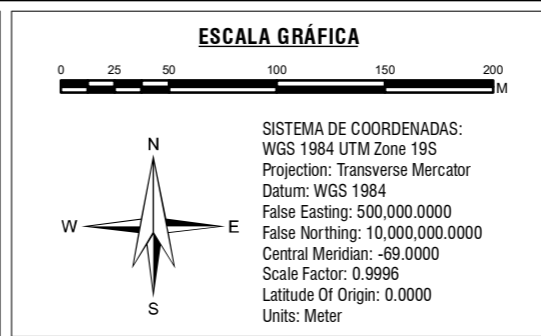 ESCALA GRÁFICA
0 25 50 100 150 200
M
N
W E
S
SISTEMA DE COORDENADAS:
WGS 1984 UTM Zone 19S
Projection: Transverse Mercator
Datum: WGS 1984
False Easting: 500,000.0000
False Northing: 10,000,000.0000
Central Meridian: -69.0000
Scale Factor: 0.9996
Latitude Of Origin: 0.0000
Units: Meter